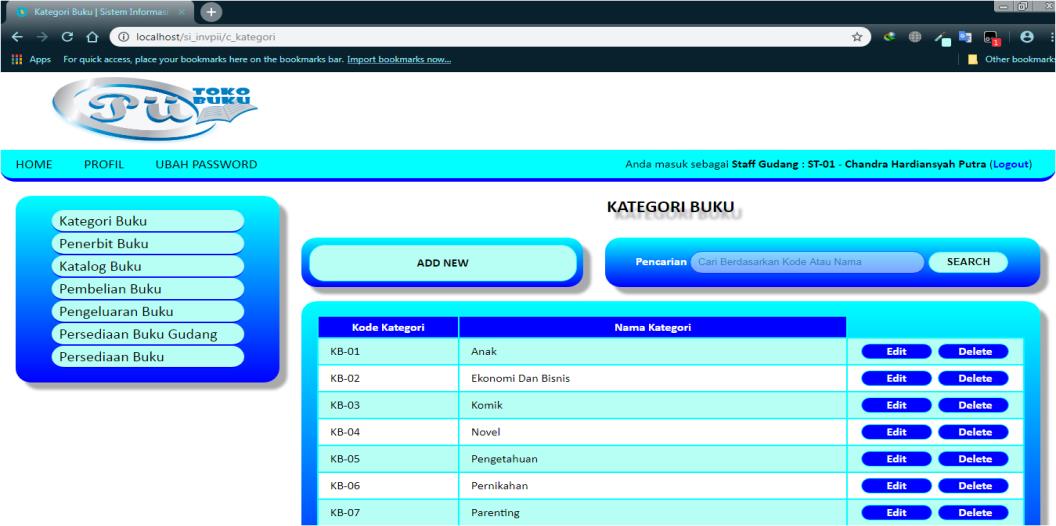 Kategori Buku | Sistem Informasi
localhost/si_invpii/c_kategori
Apps For quick access, place your bookmarks here on the bookmarks bar. Import bookmarks now... Other bookmarks
Pii TOKO
BUKU
HOME PROFIL UBAH PASSWORD Anda masuk sebagai Staff Gudang : ST-01 - Chandra Hardiansyah Putra (Logout)
Kategori Buku
Penerbit Buku
Katalog Buku
Pembelian Buku
Pengeluaran Buku
Persediaan Buku Gudang
Persediaan Buku
KATEGORI BUKU
ADD NEW
Pencarian Cari Berdasarkan Kode Atau Nama SEARCH
Kode Kategori Nama Kategori
KB-01 Anak Edit Delete
KB-02 Ekonomi Dan Bisnis Edit Delete
KB-03 Komik Edit Delete
KB-04 Novel Edit Delete
KB-05 Pengetahuan Edit Delete
KB-06 Pernikahan Edit Delete
KB-07 Parenting Edit Delete